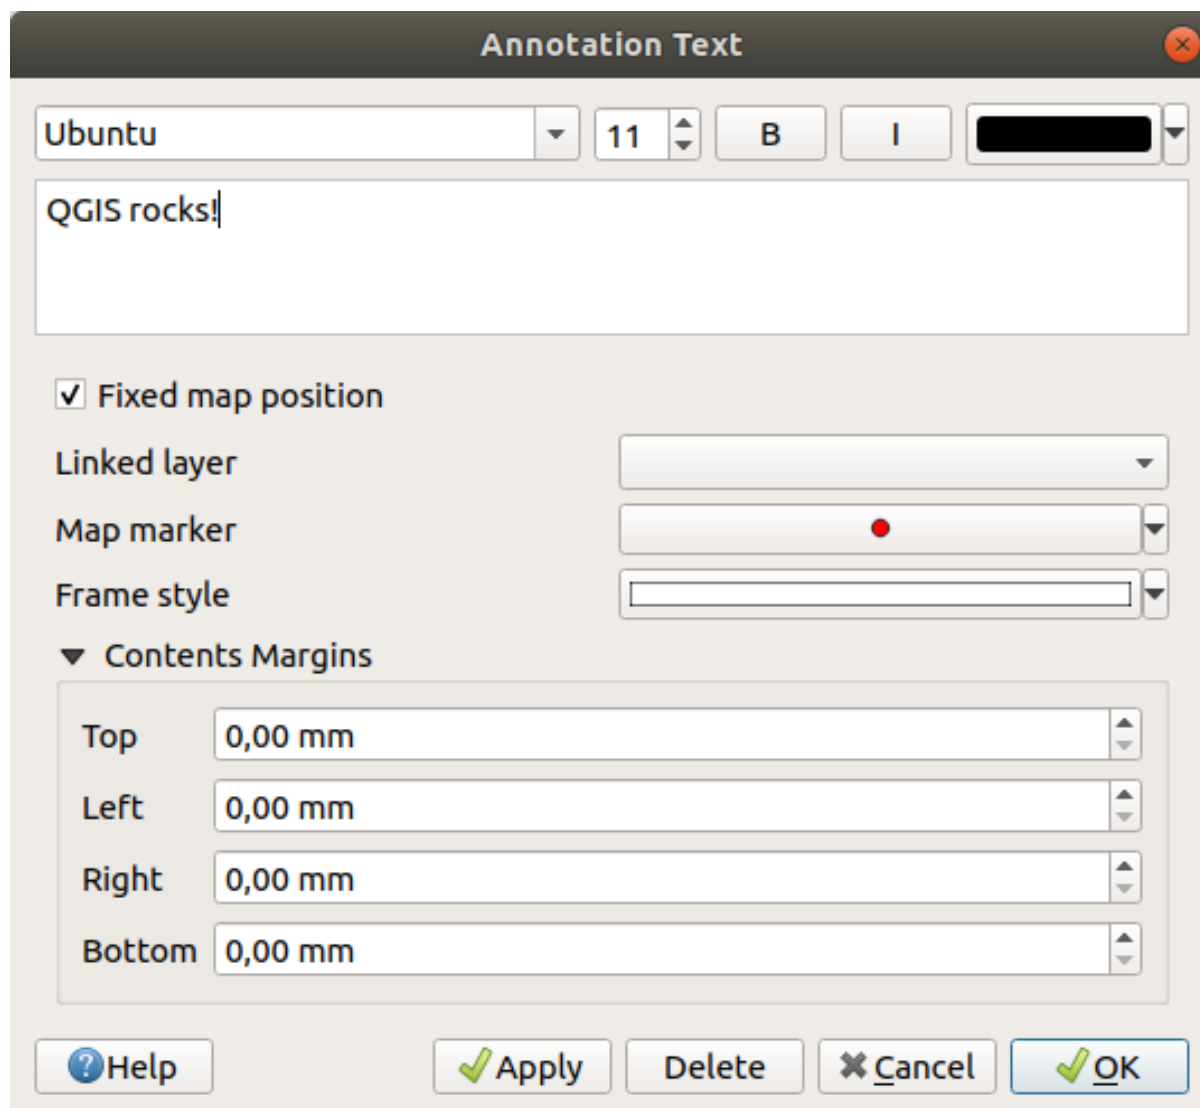 Annotation Text
Ubuntu 11 B I
QGIS rocks!
Fixed map position
Linked layer
Map marker
Frame style
Contents Margins
Top 0,00 mm
Left 0,00 mm
Right 0,00 mm
Bottom 0,00 mm
?Help Apply Delete Cancel OK